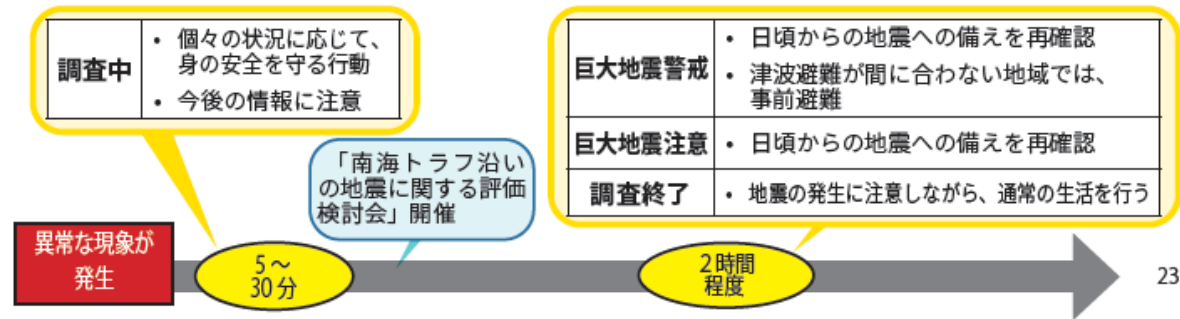 調査中
• 個々の状況に応じて、
身の安全を守る行動
• 今後の情報に注意
「南海トラフ沿い
の地震に関する評価
検討会」開催
巨大地震警戒
• 日頃からの地震への備えを再確認
• 津波避難が間に合わない地域では、
事前避難
巨大地震注意
• 日頃からの地震への備えを再確認
調査終了
• 地震の発生に注意しながら、通常の生活を行う
異常な現象が
発生
5～
30分
2時間
程度
23